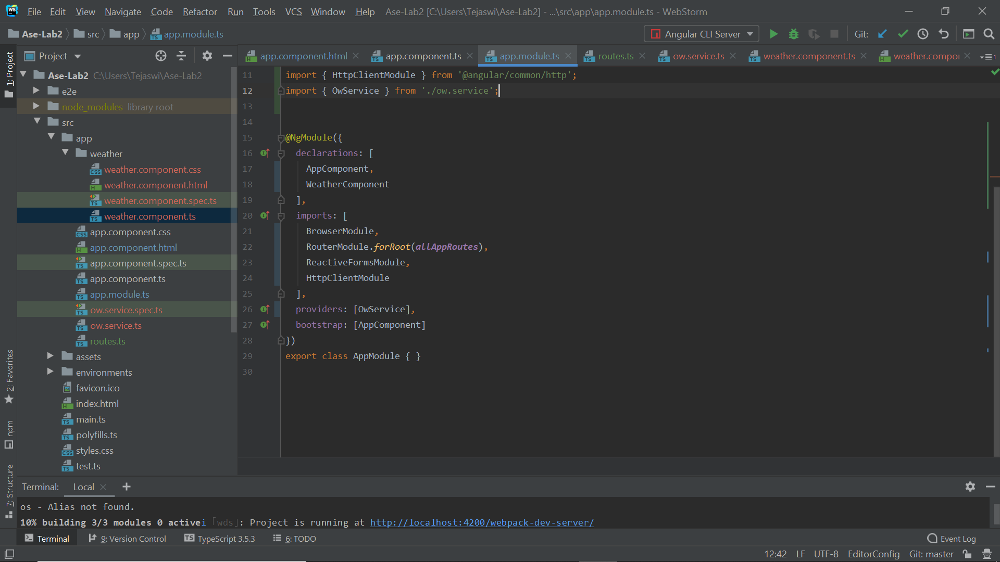 WS File Edit View Navigate Code Refactor Run Tools VCS Window Help Ase-Lab2 [C:\Users\Tejaswi\Ase-Lab2] - ...\src\app\app.module.ts - WebStorm
Ase-Lab2 src app app.module.ts Angular CLI Server Git:
1: Project
Project
app.component.html app.component.ts app.module.ts routes.ts ow.service.ts weather.component.ts weather.compor 1
Ase-Lab2 C:\Users\Tejaswi\Ase-Lab2
e2e
node_modules library root
src
app
weather
weather.component.css
weather.component.html
weather.component.spec.ts
weather.component.ts
app.component.css
app.component.html
app.component.spec.ts
app.component.ts
app.module.ts
ow.service.spec.ts
ow.service.ts
routes.ts
assets
environments
favicon.ico
index.html
main.ts
polyfills.ts
styles.css
test.ts
11 import { HttpClientModule } from '@angular/common/http';
12 import { OwService } from './ow.service';
13
14
15 @NgModule({
16 declarations: [
17 AppComponent,
18 WeatherComponent
19 ],
20 imports: [
21 BrowserModule,
22 RouterModule.forRoot(allAppRoutes),
23 ReactiveFormsModule,
24 HttpClientModule
25 ],
26 providers: [OwService],
27 bootstrap: [AppComponent]
28 })
29 export class AppModule { }
30
2: Favorites
npm
7: Structure
Terminal: Local
os - Alias not found.
10% building 3/3 modules 0 activei ｢wds｣: Project is running at http://localhost:4200/webpack-dev-server/
Terminal 9: Version Control TypeScript 3.5.3 6: TODO Event Log
12:42 LF UTF-8 EditorConfig Git: master